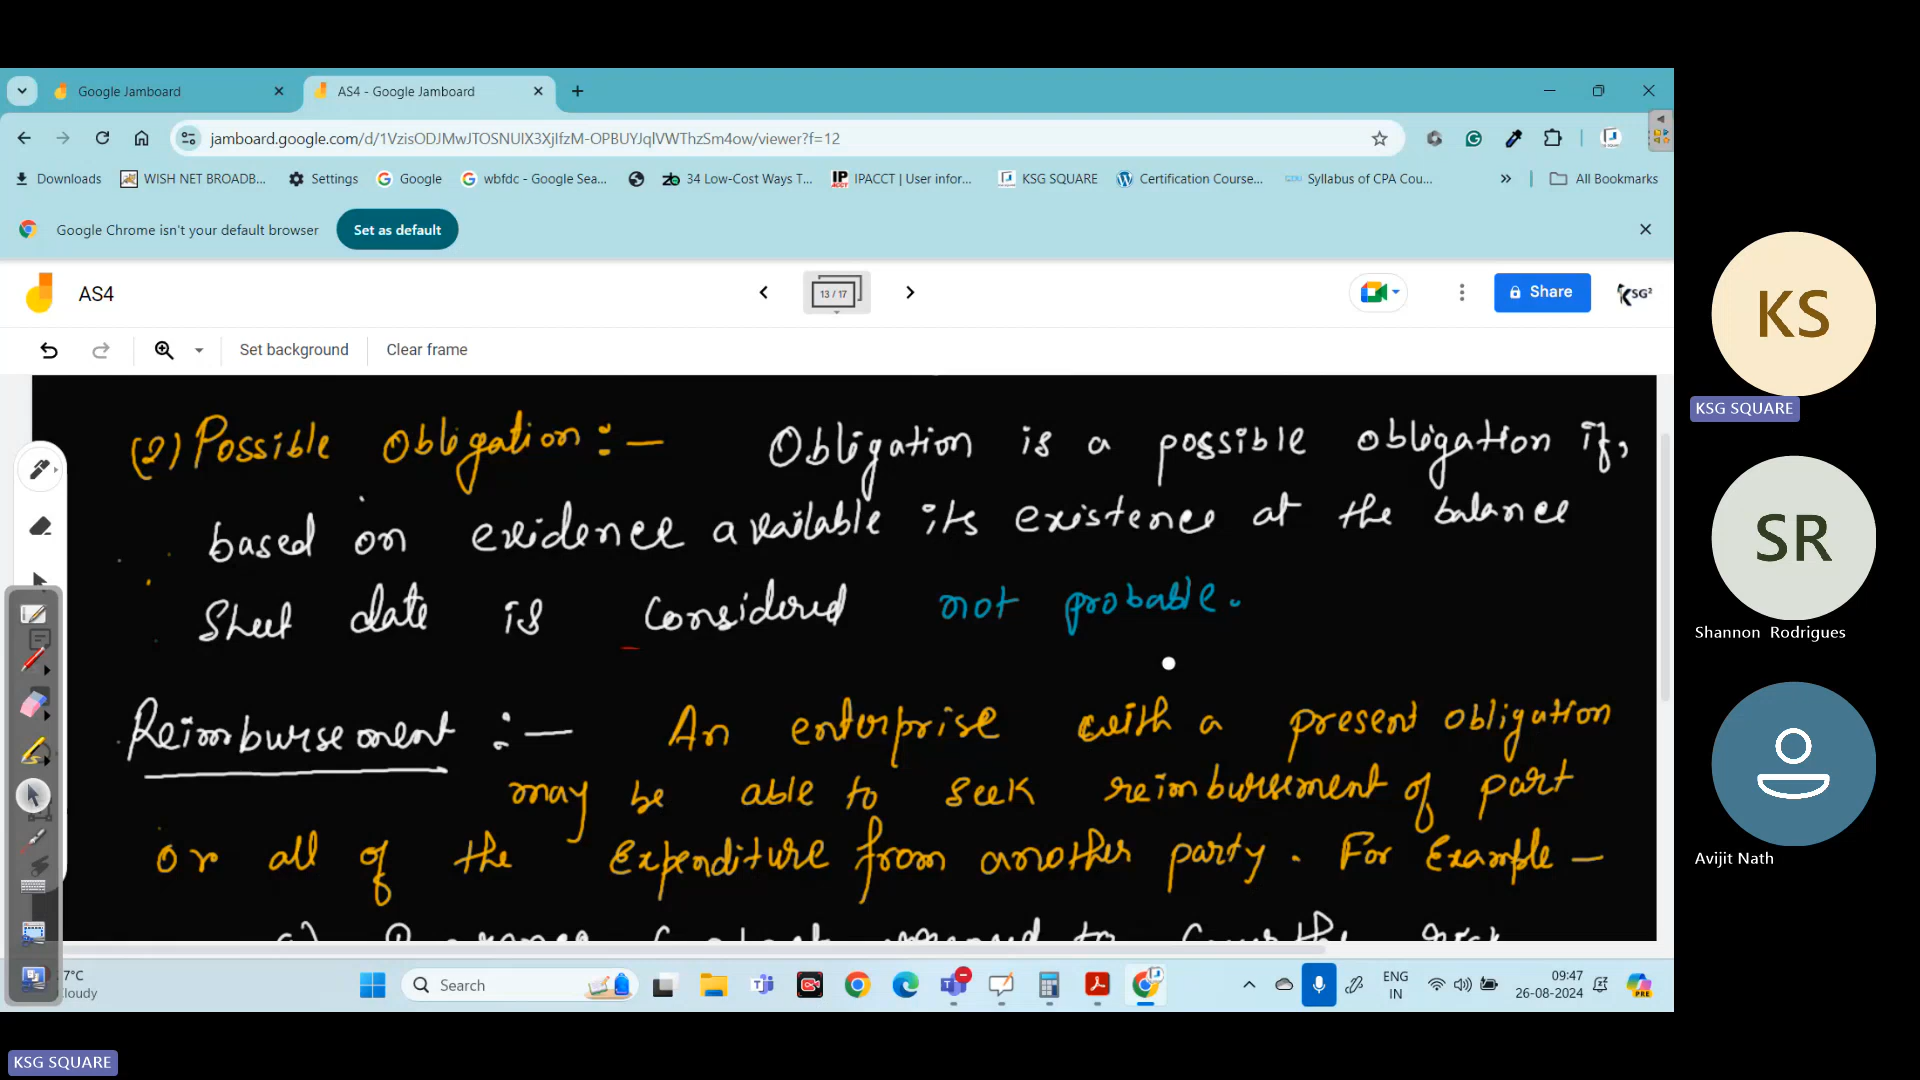 Google Jamboard
AS4 - Google Jamboard
jamboard.google.com/d/1VzisODJMwJTOSNUlX3XjlfzM-OPBUYJqlVWThzSm4ow/viewer?f=12
Downloads
WISH NET BROADB...
Settings
Google
wbfdc - Google Sea...
34 Low-Cost Ways T...
IPACCT | User infor...
KSG SQUARE
Certification Course...
Syllabus of CPA Cou...
All Bookmarks
Google Chrome isn't your default browser
Set as default
AS4
13 / 17
Share
KSG²
Set background
Clear frame
(2) Possible Obligation :— Obligation is a possible obligation if,
based on evidence available its existence at the balance
Sheet date is considered not probable.
Reimbursement :— An enterprise with a present obligation
may be able to seek reimbursement of part
or all of the Expenditure from another party. For Example —
KS
KSG SQUARE
SR
Shannon Rodrigues
Avijit Nath
7°C
Cloudy
Search
ENG
IN
09:47
26-08-2024
PRE
KSG SQUARE